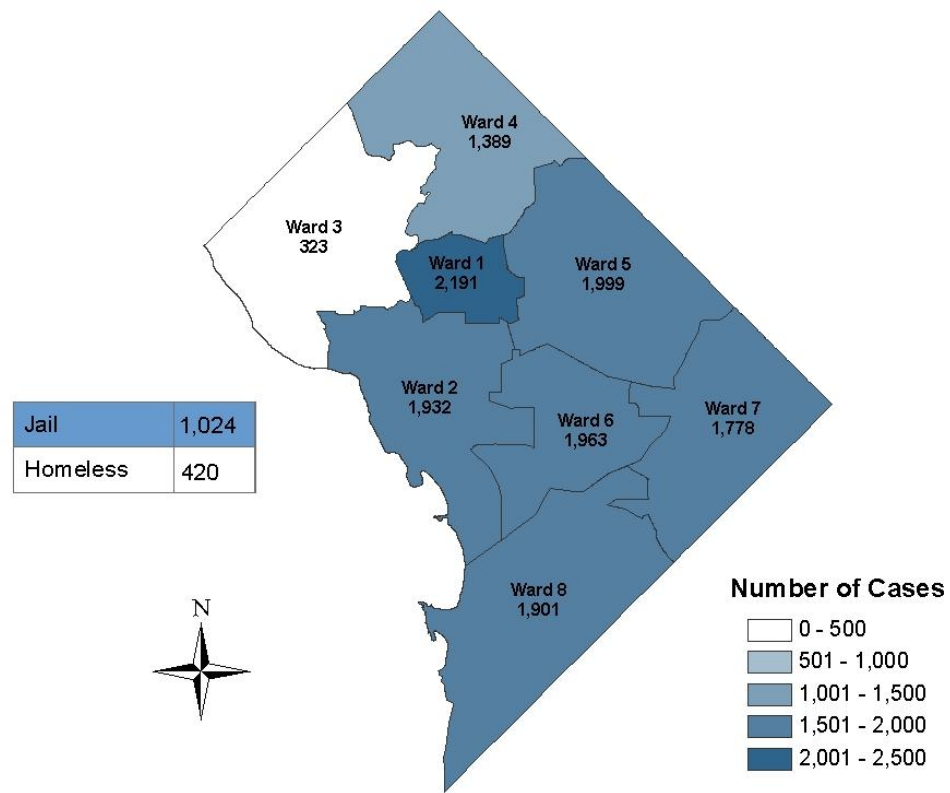 Ward 4
1,389
Ward 3
323
Ward 1
2,191
Ward 5
1,999
Ward 2
1,932
Ward 6
1,963
Ward 7
1,778
Jail 1,024
Homeless 420
Ward 8
1,901
N
Number of Cases
0 - 500
501 - 1,000
1,001 - 1,500
1,501 - 2,000
2,001 - 2,500